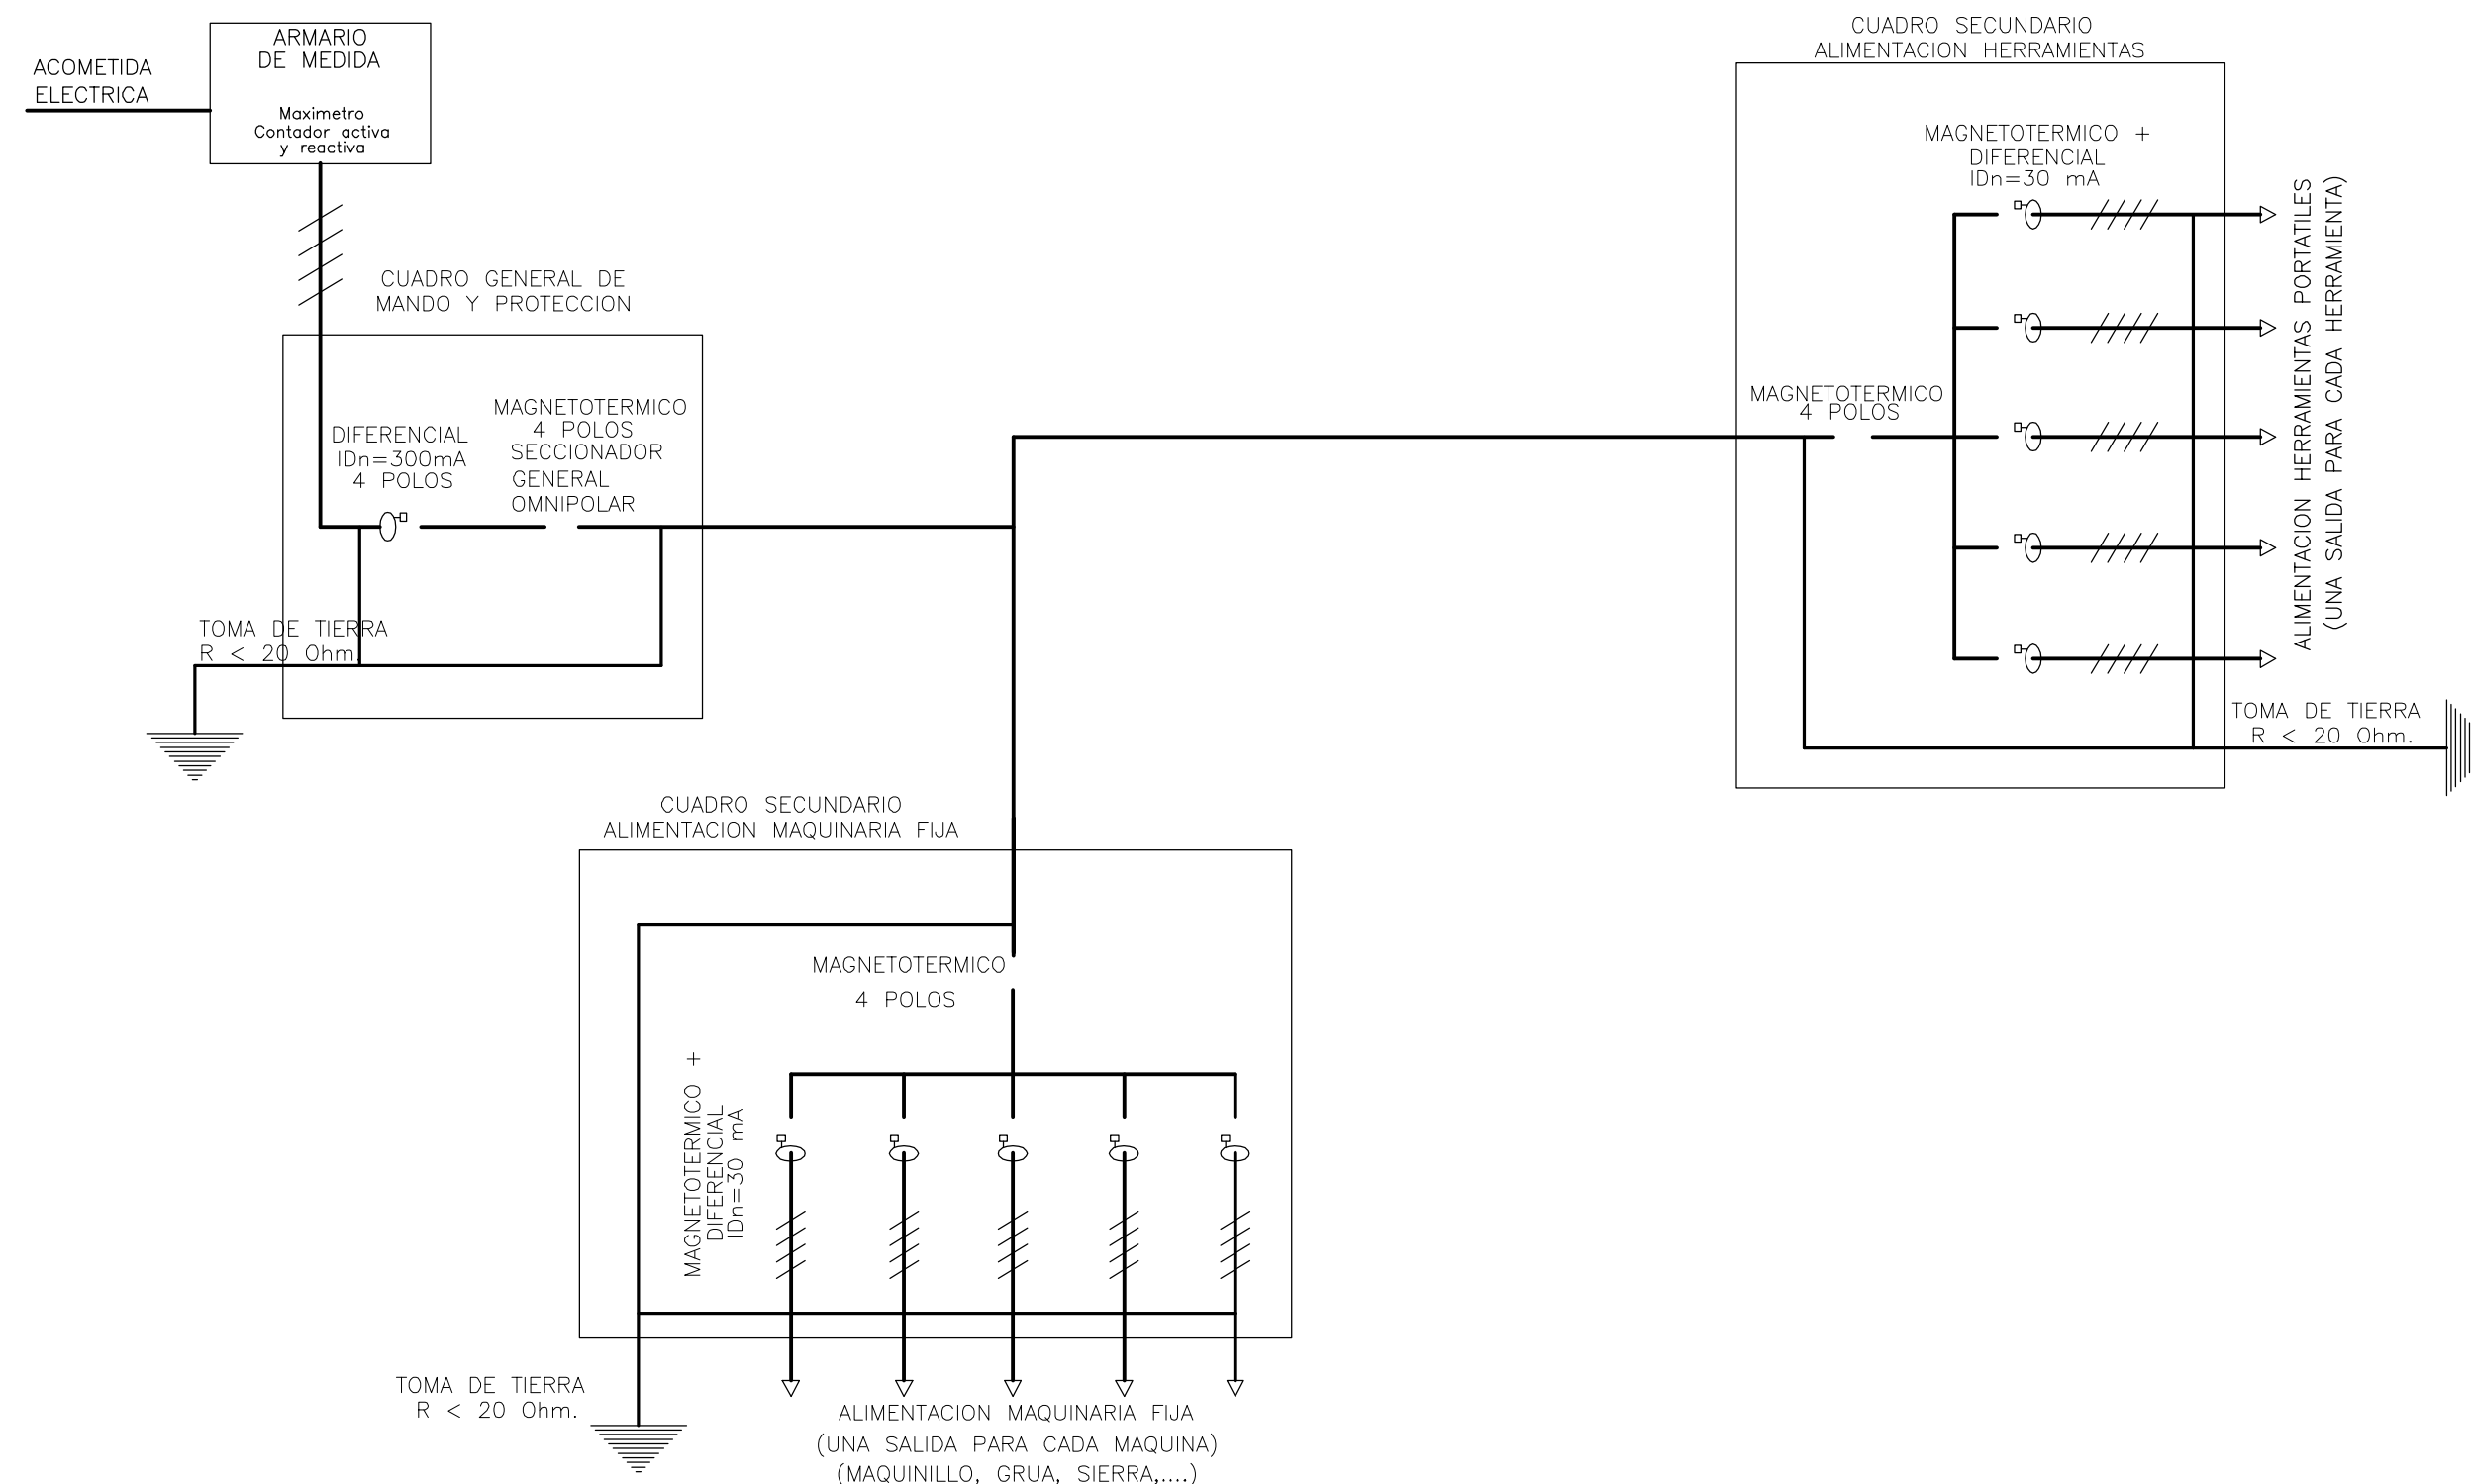 ACOMETIDA
ELECTRICA
ARMARIO
DE MEDIDA
Maximetro
Contador activa
y reactiva
CUADRO GENERAL DE
MANDO Y PROTECCION
DIFERENCIAL
IDn=300mA
4 POLOS
MAGNETOTERMICO
4 POLOS
SECCIONADOR
GENERAL
OMNIPOLAR
TOMA DE TIERRA
R < 20 Ohm.
CUADRO SECUNDARIO
ALIMENTACION HERRAMIENTAS
MAGNETOTERMICO +
DIFERENCIAL
IDn=30 mA
MAGNETOTERMICO
4 POLOS
ALIMENTACION HERRAMIENTAS PORTATILES
(UNA SALIDA PARA CADA HERRAMIENTA)
TOMA DE TIERRA
R < 20 Ohm.
CUADRO SECUNDARIO
ALIMENTACION MAQUINARIA FIJA
MAGNETOTERMICO
4 POLOS
MAGNETOTERMICO +
DIFERENCIAL
IDn=30 mA
TOMA DE TIERRA
R < 20 Ohm.
ALIMENTACION MAQUINARIA FIJA
(UNA SALIDA PARA CADA MAQUINA)
(MAQUINILLO, GRUA, SIERRA,....)